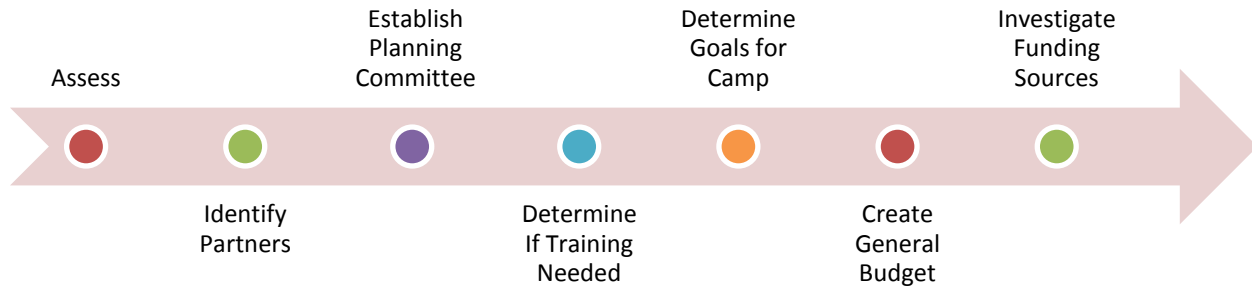 Assess
Identify
Partners
Establish
Planning
Committee
Determine
If Training
Needed
Determine
Goals for
Camp
Create
General
Budget
Investigate
Funding
Sources